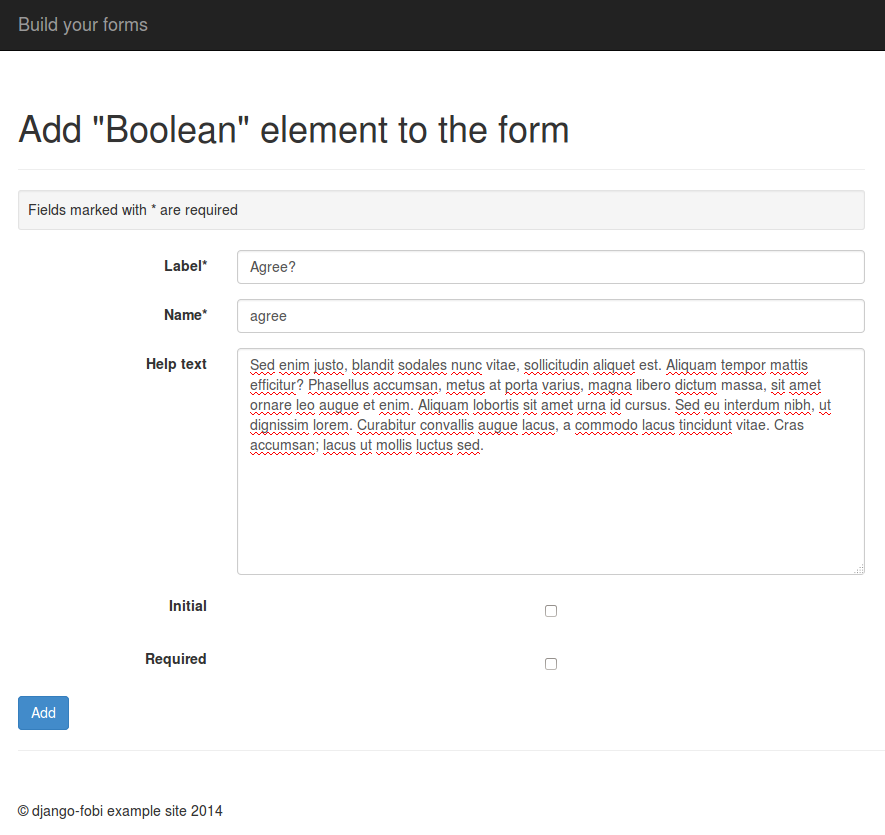 Build your forms
Add "Boolean" element to the form
Fields marked with * are required
Label*
Agree?
Name*
agree
Help text
Sed enim justo, blandit sodales nunc vitae, sollicitudin aliquet est. Aliquam tempor mattis
efficitur? Phasellus accumsan, metus at porta varius, magna libero dictum massa, sit amet
ornare leo augue et enim. Aliquam lobortis sit amet urna id cursus. Sed eu interdum nibh, ut
dignissim lorem. Curabitur convallis augue lacus, a commodo lacus tincidunt vitae. Cras
accumsan; lacus ut mollis luctus sed.
Initial
Required
Add
© django-fobi example site 2014